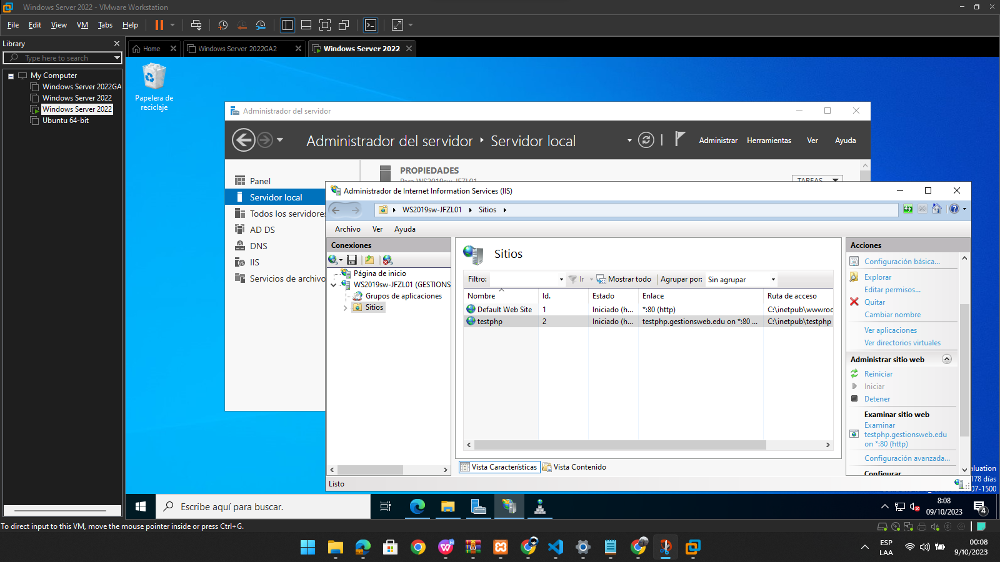 Windows Server 2022 - VMware Workstation
File Edit View VM Tabs Help
Library
Home
Windows Server 2022GA2
Windows Server 2022
Type here to search
My Computer
Windows Server 2022GA
Windows Server 2022
Windows Server 2022
Ubuntu 64-bit
Papelera de
reciclaje
Administrador del servidor
Administrador del servidor Servidor local
Administrar Herramientas Ver Ayuda
Panel
Servidor local
Todos los servidores
AD DS
DNS
IIS
Servicios de archivo
PROPIEDADES
Para WS2019sw-JFZL01
TAREAS
Administrador de Internet Information Services (IIS)
WS2019sw-JFZL01 Sitios
Archivo Ver Ayuda
Conexiones
Página de inicio
WS2019sw-JFZL01 (GESTIONS
Grupos de aplicaciones
Sitios
Sitios
Filtro: Ir Mostrar todo Agrupar por: Sin agrupar
Nombre Id. Estado Enlace Ruta de acceso
Default Web Site 1 Iniciado (h... *:80 (http) C:\inetpub\wwwroc
testphp 2 Iniciado (h... testphp.gestionsweb.edu on *:80 ... C:\inetpub\testphp
Vista Características Vista Contenido
Listo
Acciones
Configuración básica...
Explorar
Editar permisos...
Quitar
Cambiar nombre
Ver aplicaciones
Ver directorios virtuales
Administrar sitio web
Reiniciar
Iniciar
Detener
Examinar sitio web
Examinar
testphp.gestionsweb.edu
on *:80 (http)
Configuración avanzada...
Configurar
luation
178 días
07-1500
Escribe aquí para buscar.
8:08
09/10/2023
4
To direct input to this VM, move the mouse pointer inside or press Ctrl+G.
ESP
LAA
00:08
9/10/2023